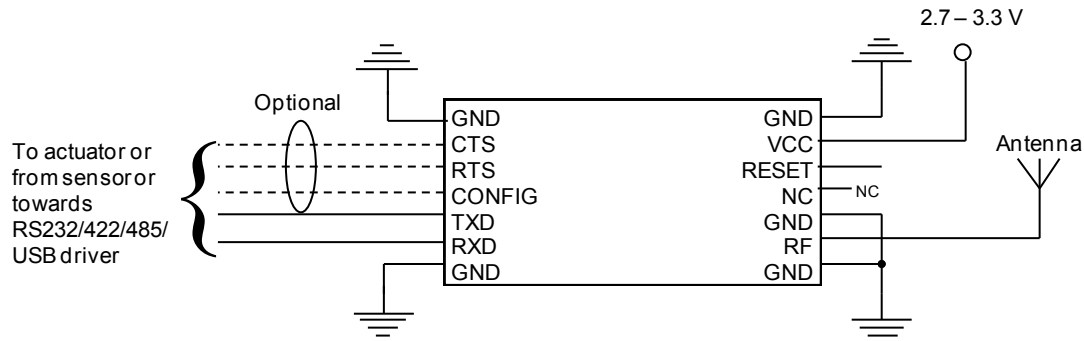 2.7 – 3.3 V
Optional
To actuator or
from sensor or
towards
RS232/422/485/
USB driver
GND
CTS
RTS
CONFIG
TXD
RXD
GND
GND
VCC
RESET
NC
NC
GND
RF
GND
Antenna